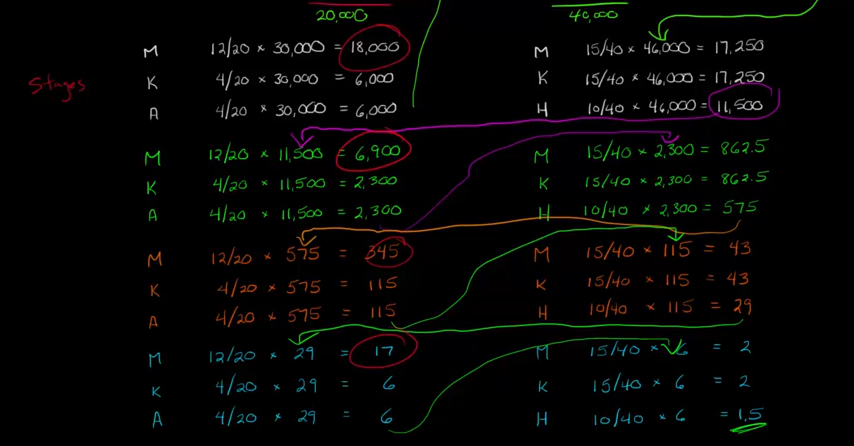 20,000
40,000
Stages
M 12/20 × 30,000 = 18,000
K 4/20 × 30,000 = 6,000
A 4/20 × 30,000 = 6,000
M 15/40 × 46,000 = 17,250
K 15/40 × 46,000 = 17,250
H 10/40 × 46,000 = 11,500
M 12/20 × 11,500 = 6,900
K 4/20 × 11,500 = 2,300
A 4/20 × 11,500 = 2,300
M 15/40 × 2,300 = 862.5
K 15/40 × 2,300 = 862.5
H 10/40 × 2,300 = 575
M 12/20 × 575 = 345
K 4/20 × 575 = 115
A 4/20 × 575 = 115
M 15/40 × 115 = 43
K 15/40 × 115 = 43
H 10/40 × 115 = 29
M 12/20 × 29 = 17
K 4/20 × 29 = 6
A 4/20 × 29 = 6
M 15/40 × 6 = 2
K 15/40 × 6 = 2
H 10/40 × 6 = 1.5